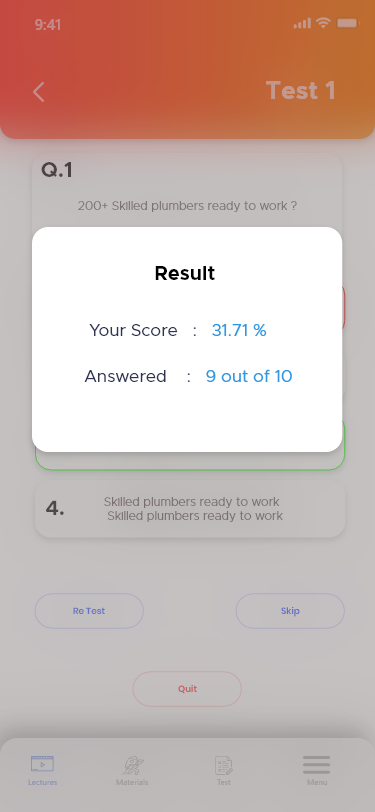 9:41
Test 1
Q.1
200+ Skilled plumbers ready to work ?
Result
Your Score : 31.71 %
Answered : 9 out of 10
4.
Skilled plumbers ready to work
Skilled plumbers ready to work
Re Test
Skip
Quit
Lectures
Materials
Test
Menu